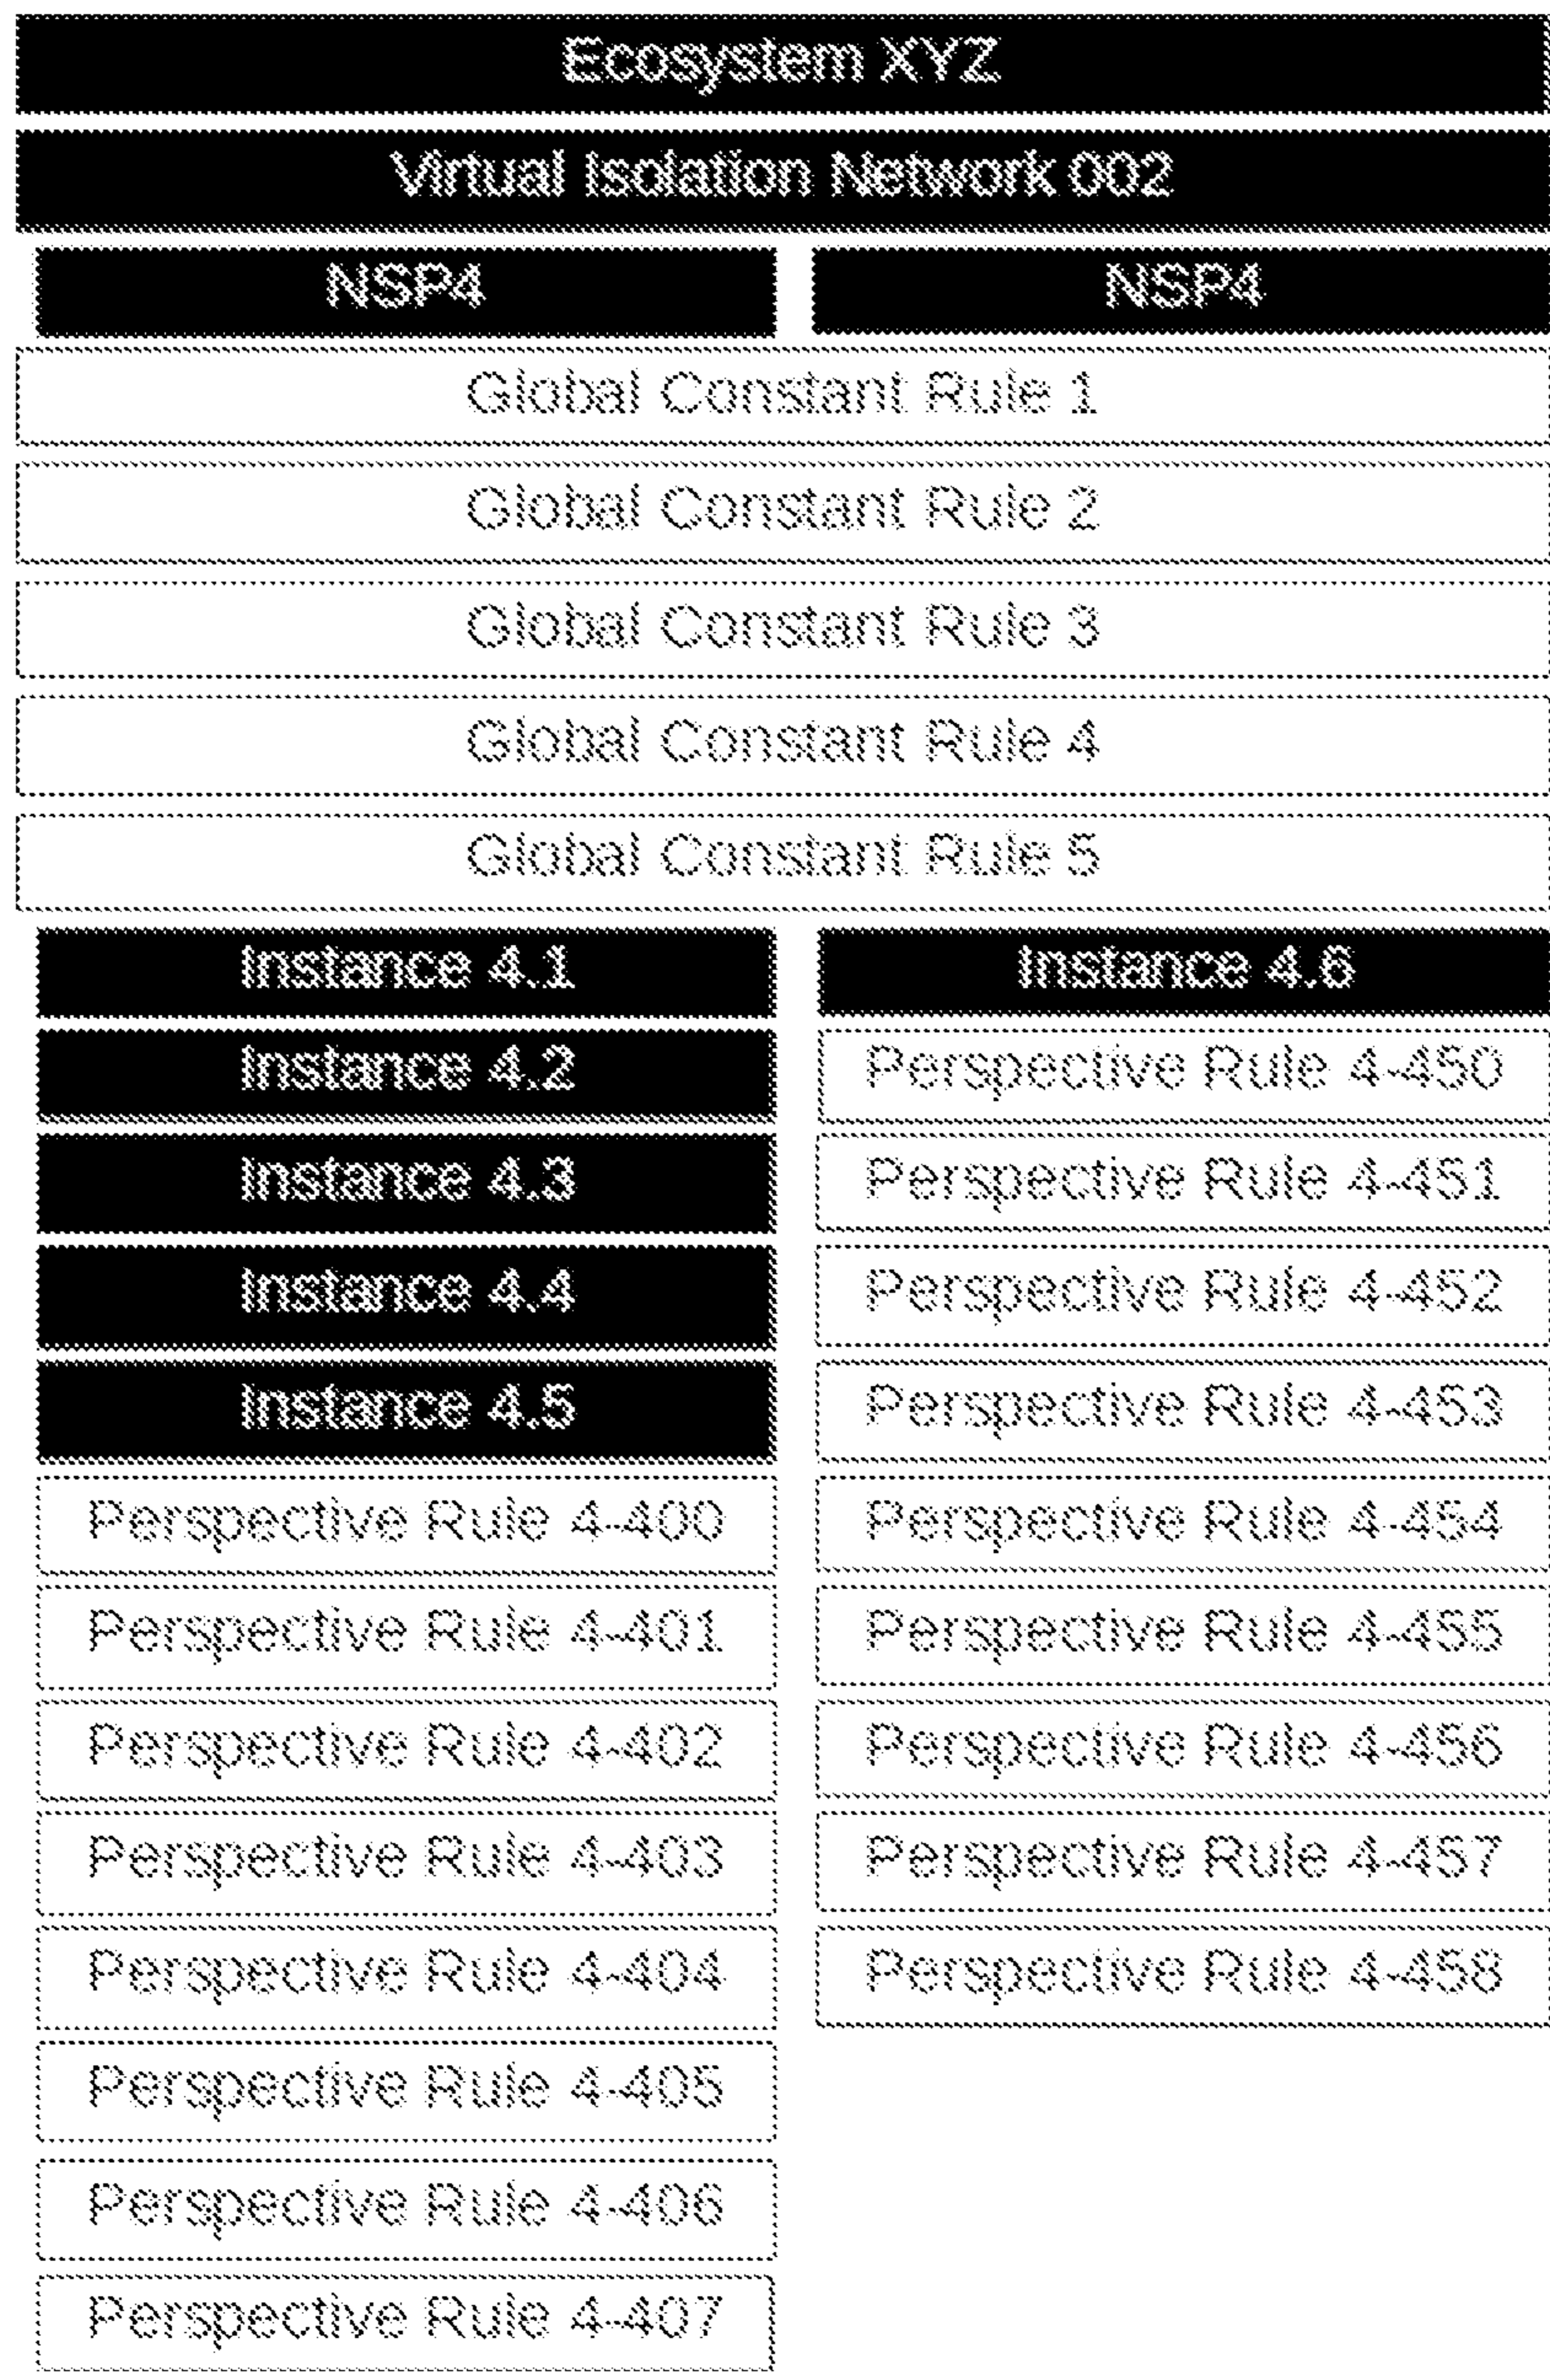 Ecosystem XYZ
Virtual Isolation Network 002
NSP4
NSP4
Global Constant Rule 1
Global Constant Rule 2
Global Constant Rule 3
Global Constant Rule 4
Global Constant Rule 5
Instance 4.1
Instance 4.2
Instance 4.3
Instance 4.4
Instance 4.5
Perspective Rule 4-400
Perspective Rule 4-401
Perspective Rule 4-402
Perspective Rule 4-403
Perspective Rule 4-404
Perspective Rule 4-405
Perspective Rule 4-406
Perspective Rule 4-407
Instance 4.6
Perspective Rule 4-450
Perspective Rule 4-451
Perspective Rule 4-452
Perspective Rule 4-453
Perspective Rule 4-454
Perspective Rule 4-455
Perspective Rule 4-456
Perspective Rule 4-457
Perspective Rule 4-458